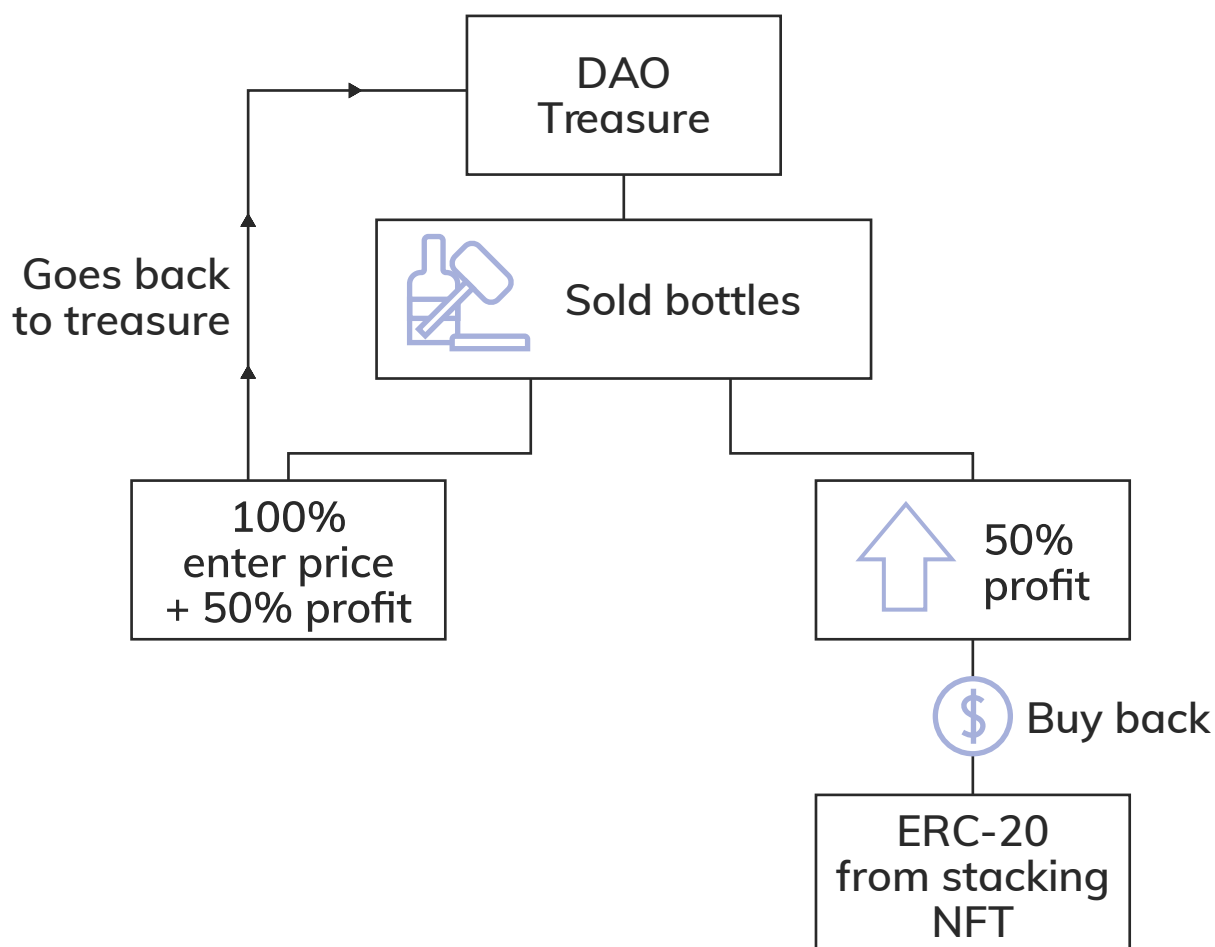 DAO
Treasure
Sold bottles
Goes back
to treasure
100%
enter price
+ 50% profit
50%
profit
Buy back
ERC-20
from stacking
NFT